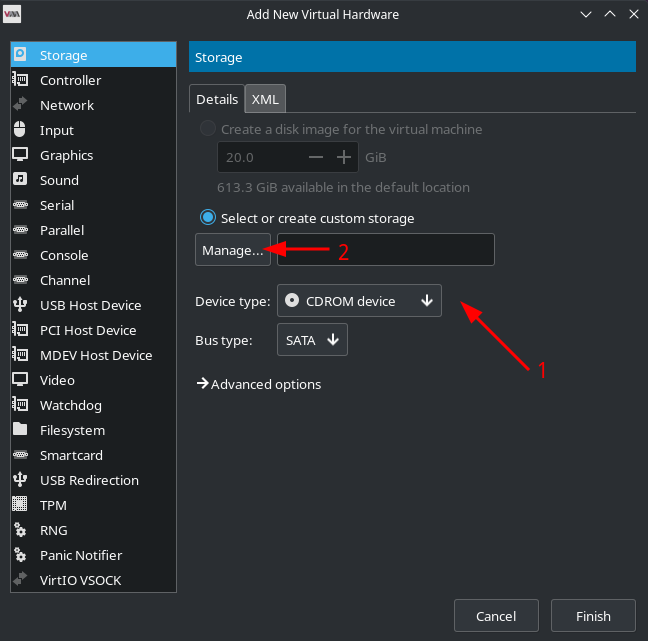 Add New Virtual Hardware
Storage
Controller
Network
Input
Graphics
Sound
Serial
Parallel
Console
Channel
USB Host Device
PCI Host Device
MDEV Host Device
Video
Watchdog
Filesystem
Smartcard
USB Redirection
TPM
RNG
Panic Notifier
VirtIO VSOCK
Storage
Details XML
Create a disk image for the virtual machine
20.0 GiB
613.3 GiB available in the default location
Select or create custom storage
Manage... 2
Device type: CDROM device
1
Bus type: SATA
Advanced options
Cancel Finish